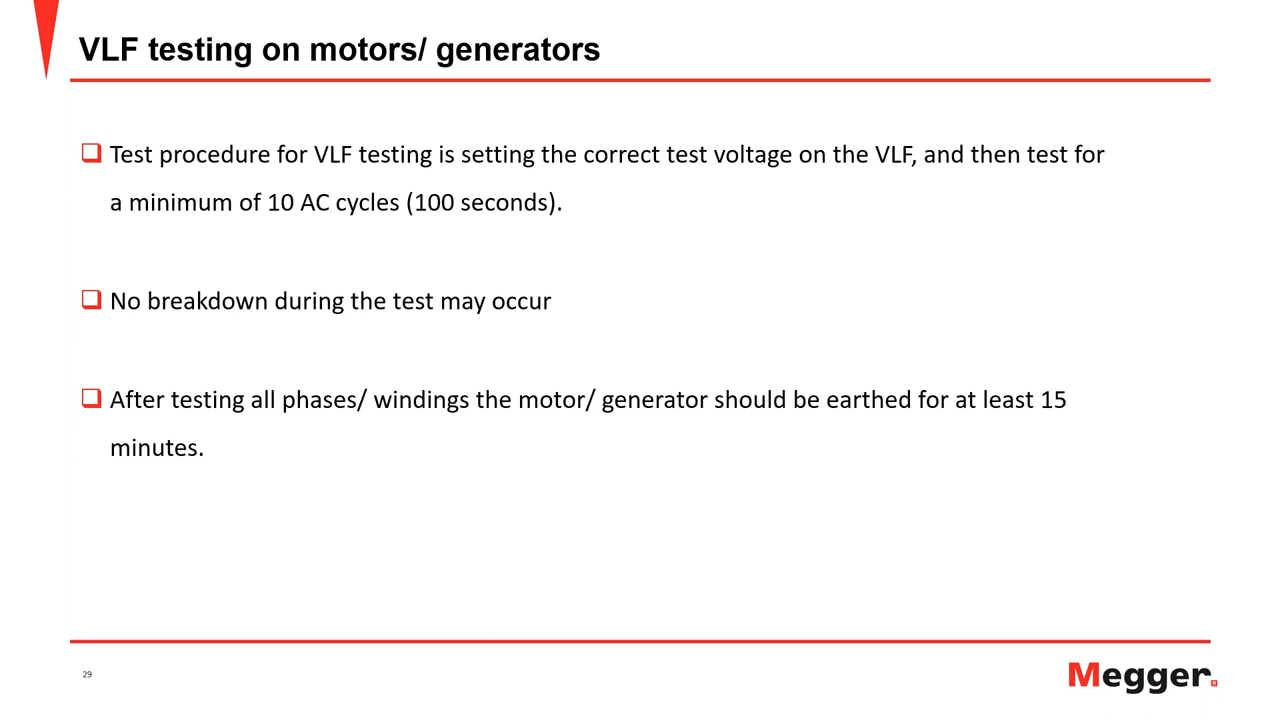 VLF testing on motors/ generators
Test procedure for VLF testing is setting the correct test voltage on the VLF, and then test for
a minimum of 10 AC cycles (100 seconds).
No breakdown during the test may occur
After testing all phases/ windings the motor/ generator should be earthed for at least 15
minutes.
29
Megger